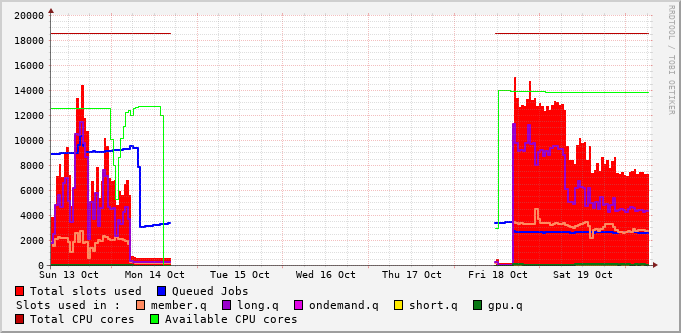 20000
18000
16000
14000
12000
10000
8000
6000
4000
2000
0
Sun 13 Oct Mon 14 Oct Tue 15 Oct Wed 16 Oct Thu 17 Oct Fri 18 Oct Sat 19 Oct
Total slots used Queued Jobs
Slots used in : member.q long.q ondemand.q short.q gpu.q
Total CPU cores Available CPU cores
RRDTOOL / TOBI OETIKER